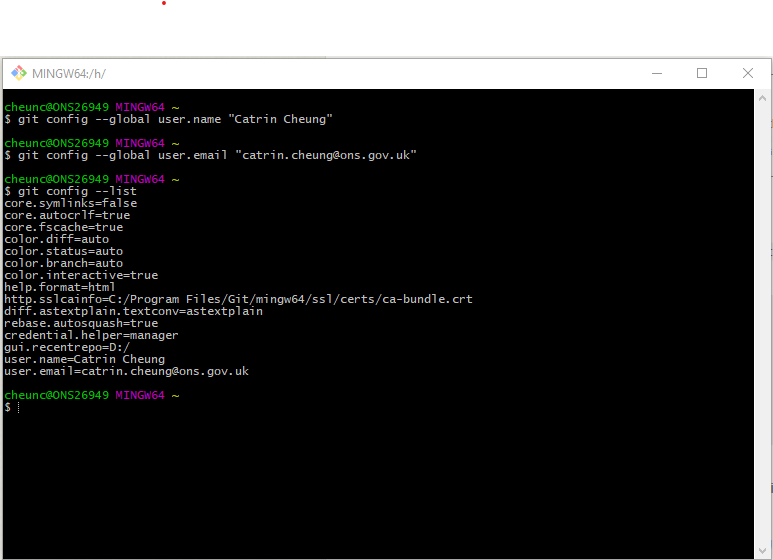 MINGW64:/h/
cheunc@ONS26949 MINGW64 ~
$ git config --global user.name "Catrin Cheung"
cheunc@ONS26949 MINGW64 ~
$ git config --global user.email "catrin.cheung@ons.gov.uk"
cheunc@ONS26949 MINGW64 ~
$ git config --list
core.symlinks=false
core.autocrlf=true
core.fscache=true
color.diff=auto
color.status=auto
color.branch=auto
color.interactive=true
help.format=html
http.sslcainfo=C:/Program Files/Git/mingw64/ssl/certs/ca-bundle.crt
diff.astextplain.textconv=astextplain
rebase.autosquash=true
credential.helper=manager
gui.recentrepo=D:/
user.name=Catrin Cheung
user.email=catrin.cheung@ons.gov.uk
cheunc@ONS26949 MINGW64 ~
$